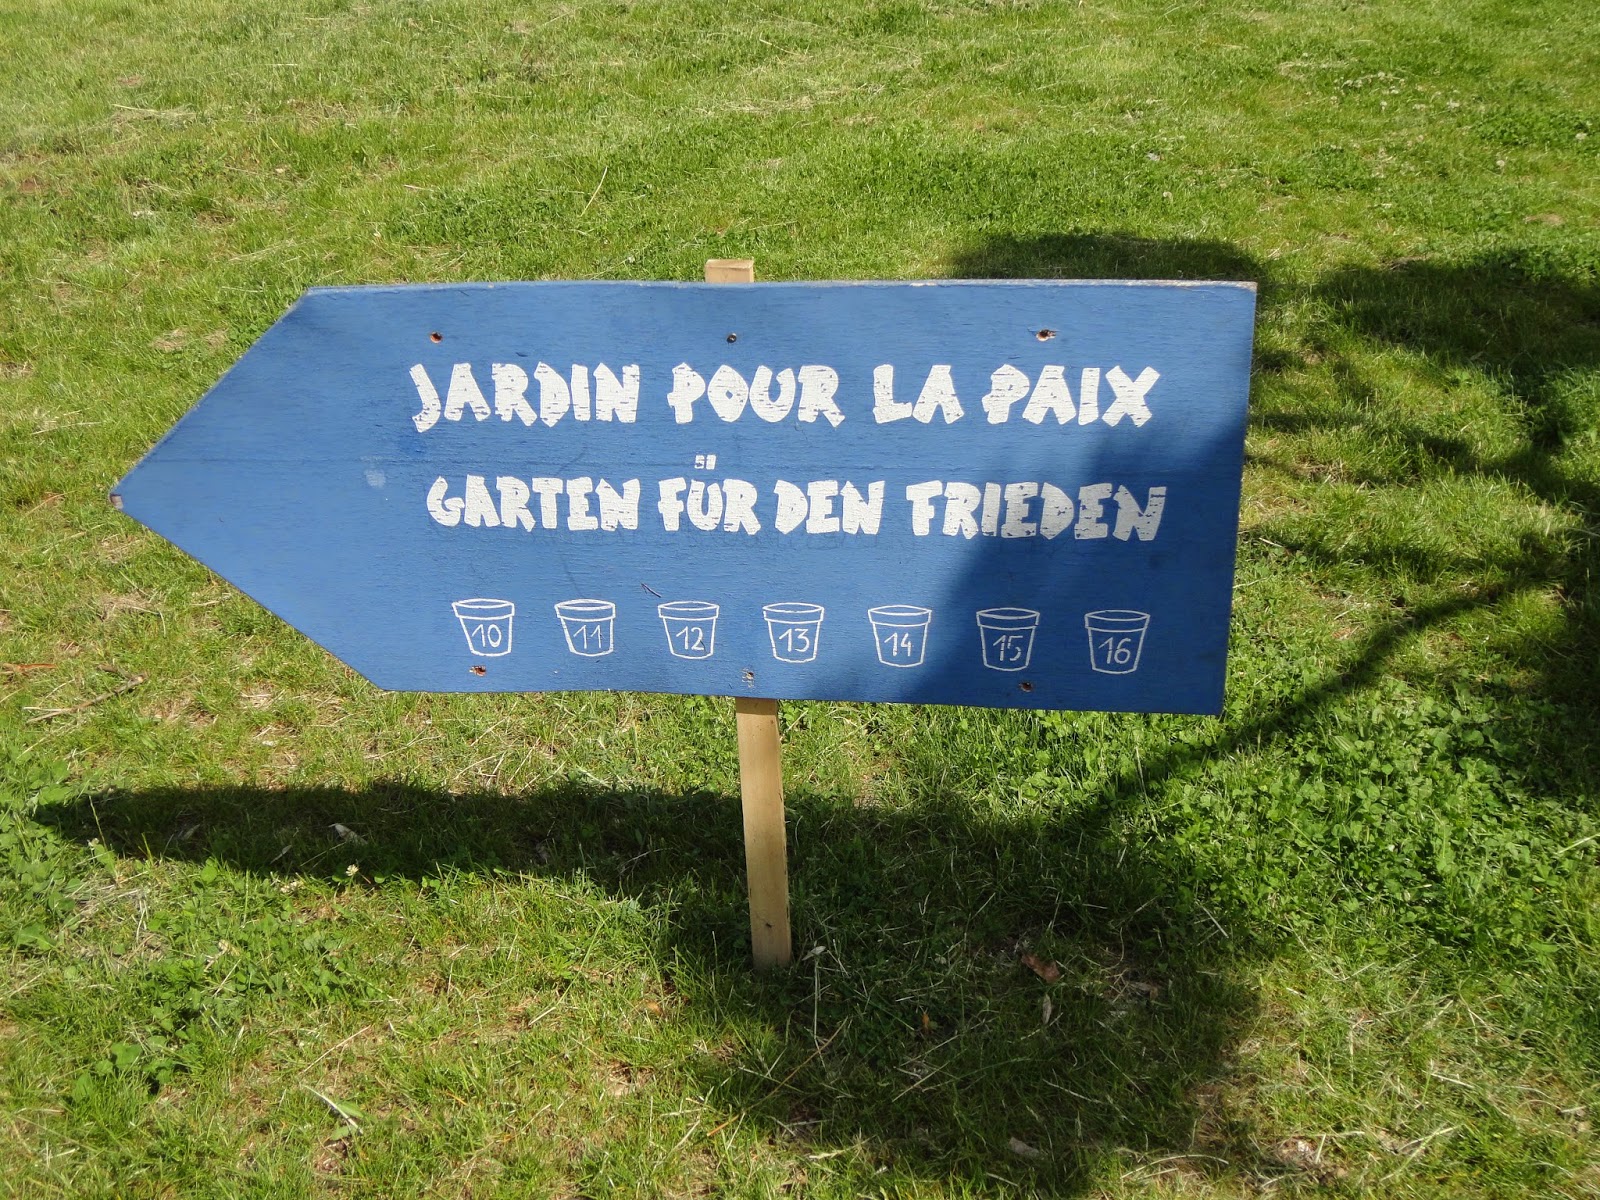 JARDIN POUR LA PAIX
GARTEN FÜR DEN FRIEDEN
10 11 12 13 14 15 16